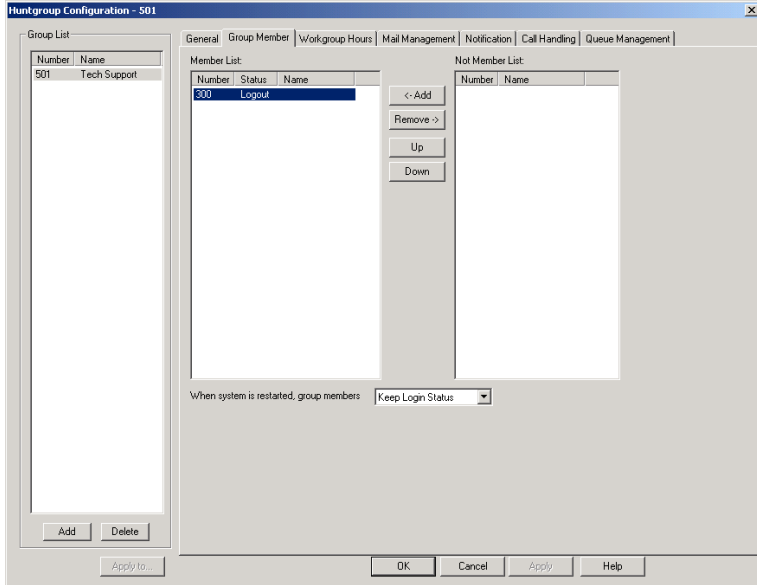 Huntgroup Configuration - 501
Group List
Number Name
501 Tech Support
Add Delete
Apply to...
General Group Member Workgroup Hours Mail Management Notification Call Handling Queue Management
Member List:
Number Status Name
300 Logout
<- Add
Remove ->
Up
Down
Not Member List:
Number Name
When system is restarted, group members Keep Login Status
OK Cancel Apply Help